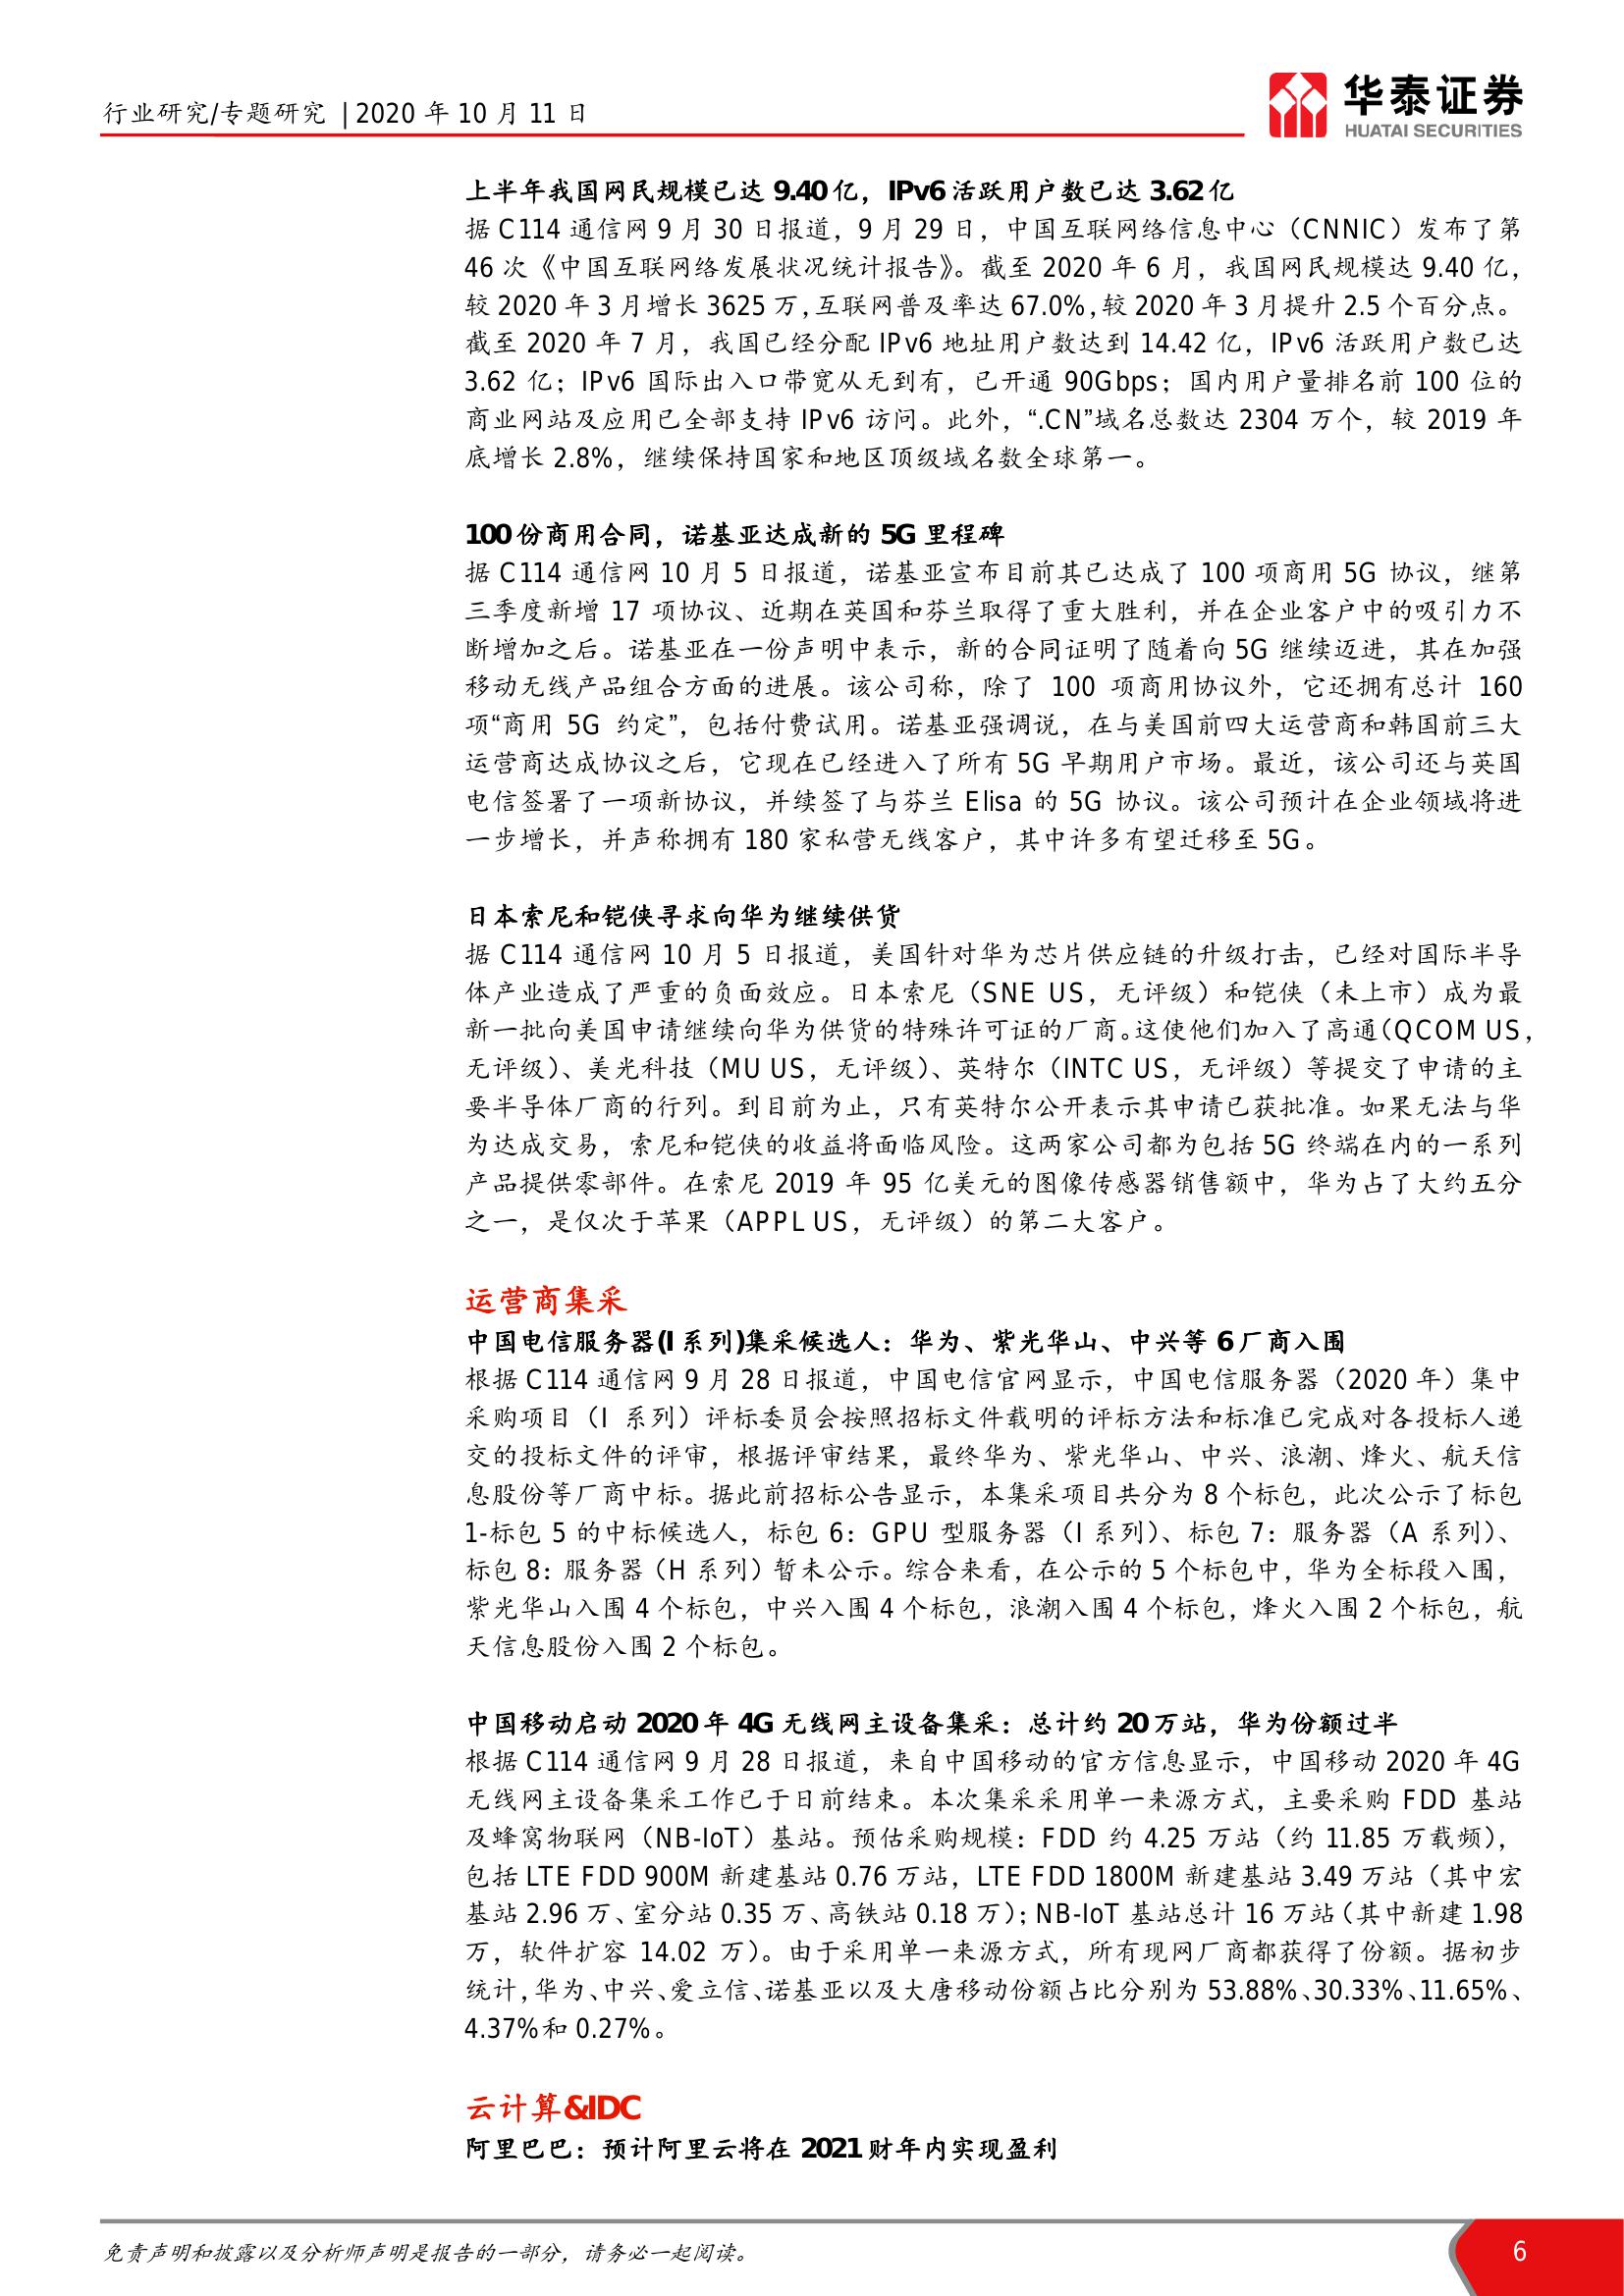 行业研究/专题研究 | 2020 年 10 月 11 日
华泰证券
HUATAI SECURITIES
上半年我国网民规模已达 9.40 亿，IPv6 活跃用户数已达 3.62 亿
据 C114 通信网 9 月 30 日报道，9 月 29 日，中国互联网络信息中心（CNNIC）发布了第
46 次《中国互联网络发展状况统计报告》。截至 2020 年 6 月，我国网民规模达 9.40 亿，
较 2020 年 3 月增长 3625 万，互联网普及率达 67.0%，较 2020 年 3 月提升 2.5 个百分点。
截至 2020 年 7 月，我国已经分配 IPv6 地址用户数达到 14.42 亿，IPv6 活跃用户数已达
3.62 亿；IPv6 国际出入口带宽从无到有，已开通 90Gbps；国内用户量排名前 100 位的
商业网站及应用已全部支持 IPv6 访问。此外，“.CN”域名总数达 2304 万个，较 2019 年
底增长 2.8%，继续保持国家和地区顶级域名数全球第一。
100 份商用合同，诺基亚达成新的 5G 里程碑
据 C114 通信网 10 月 5 日报道，诺基亚宣布目前其已达成了 100 项商用 5G 协议，继第
三季度新增 17 项协议、近期在英国和芬兰取得了重大胜利，并在企业客户中的吸引力不
断增加之后。诺基亚在一份声明中表示，新的合同证明了随着向 5G 继续迈进，其在加强
移动无线产品组合方面的进展。该公司称，除了 100 项商用协议外，它还拥有总计 160
项“商用 5G 约定”，包括付费试用。诺基亚强调说，在与美国前四大运营商和韩国前三大
运营商达成协议之后，它现在已经进入了所有 5G 早期用户市场。最近，该公司还与英国
电信签署了一项新协议，并续签了与芬兰 Elisa 的 5G 协议。该公司预计在企业领域将进
一步增长，并声称拥有 180 家私营无线客户，其中许多有望迁移至 5G。
日本索尼和铠侠寻求向华为继续供货
据 C114 通信网 10 月 5 日报道，美国针对华为芯片供应链的升级打击，已经对国际半导
体产业造成了严重的负面效应。日本索尼（SNE US，无评级）和铠侠（未上市）成为最
新一批向美国申请继续向华为供货的特殊许可证的厂商。这使他们加入了高通（QCOM US，
无评级）、美光科技（MU US，无评级）、英特尔（INTC US，无评级）等提交了申请的主
要半导体厂商的行列。到目前为止，只有英特尔公开表示其申请已获批准。如果无法与华
为达成交易，索尼和铠侠的收益将面临风险。这两家公司都为包括 5G 终端在内的一系列
产品提供零部件。在索尼 2019 年 95 亿美元的图像传感器销售额中，华为占了大约五分
之一，是仅次于苹果（APPL US，无评级）的第二大客户。
运营商集采
中国电信服务器(I 系列)集采候选人：华为、紫光华山、中兴等 6 厂商入围
根据 C114 通信网 9 月 28 日报道，中国电信官网显示，中国电信服务器（2020 年）集中
采购项目（I 系列）评标委员会按照招标文件载明的评标方法和标准已完成对各投标人递
交的投标文件的评审，根据评审结果，最终华为、紫光华山、中兴、浪潮、烽火、航天信
息股份等厂商中标。据此前招标公告显示，本集采项目共分为 8 个标包，此次公示了标包
1-标包 5 的中标候选人，标包 6：GPU 型服务器（I 系列）、标包 7：服务器（A 系列）、
标包 8：服务器（H 系列）暂未公示。综合来看，在公示的 5 个标包中，华为全标段入围，
紫光华山入围 4 个标包，中兴入围 4 个标包，浪潮入围 4 个标包，烽火入围 2 个标包，航
天信息股份入围 2 个标包。
中国移动启动 2020 年 4G 无线网主设备集采：总计约 20 万站，华为份额过半
根据 C114 通信网 9 月 28 日报道，来自中国移动的官方信息显示，中国移动 2020 年 4G
无线网主设备集采工作已于日前结束。本次集采采用单一来源方式，主要采购 FDD 基站
及蜂窝物联网（NB-IoT）基站。预估采购规模：FDD 约 4.25 万站（约 11.85 万载频），
包括 LTE FDD 900M 新建基站 0.76 万站，LTE FDD 1800M 新建基站 3.49 万站（其中宏
基站 2.96 万、室分站 0.35 万、高铁站 0.18 万）；NB-IoT 基站总计 16 万站（其中新建 1.98
万，软件扩容 14.02 万）。由于采用单一来源方式，所有现网厂商都获得了份额。据初步
统计，华为、中兴、爱立信、诺基亚以及大唐移动份额占比分别为 53.88%、30.33%、11.65%、
4.37%和 0.27%。
云计算&IDC
阿里巴巴：预计阿里云将在 2021 财年内实现盈利
免责声明和披露以及分析师声明是报告的一部分，请务必一起阅读。
6